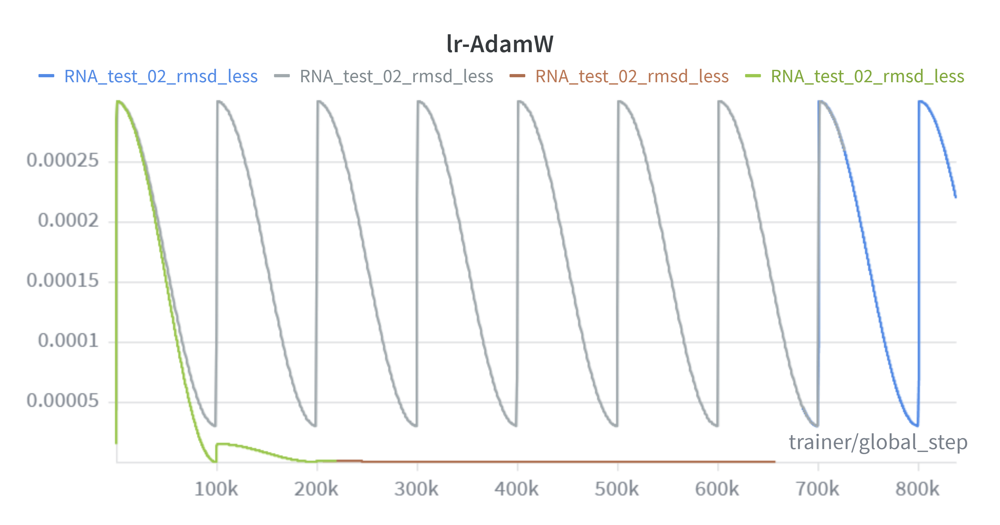 lr-AdamW
RNA_test_02_rmsd_less RNA_test_02_rmsd_less RNA_test_02_rmsd_less RNA_test_02_rmsd_less
0.00025
0.0002
0.00015
0.0001
0.00005
trainer/global_step
100k 200k 300k 400k 500k 600k 700k 800k